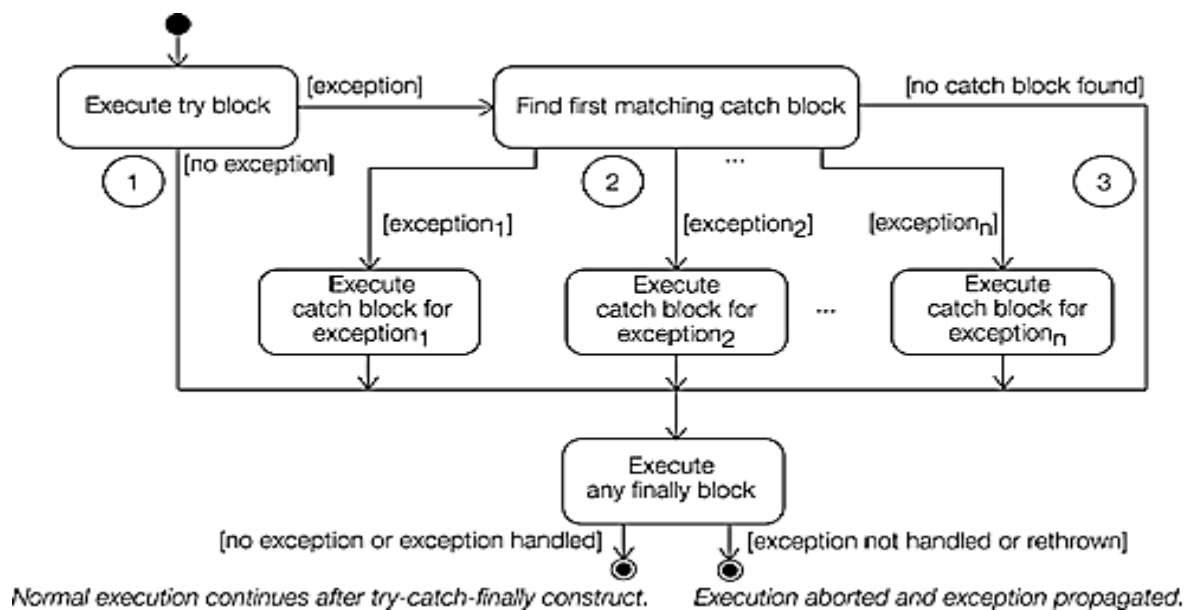 Execute try block
[exception]
Find first matching catch block
[no catch block found]
1
[no exception]
2
...
3
[exception1]
[exception2]
[exceptionn]
Execute
catch block for
exception1
Execute
catch block for
exception2
...
Execute
catch block for
exceptionn
Execute
any finally block
[no exception or exception handled]
[exception not handled or rethrown]
Normal execution continues after try-catch-finally construct.
Execution aborted and exception propagated.